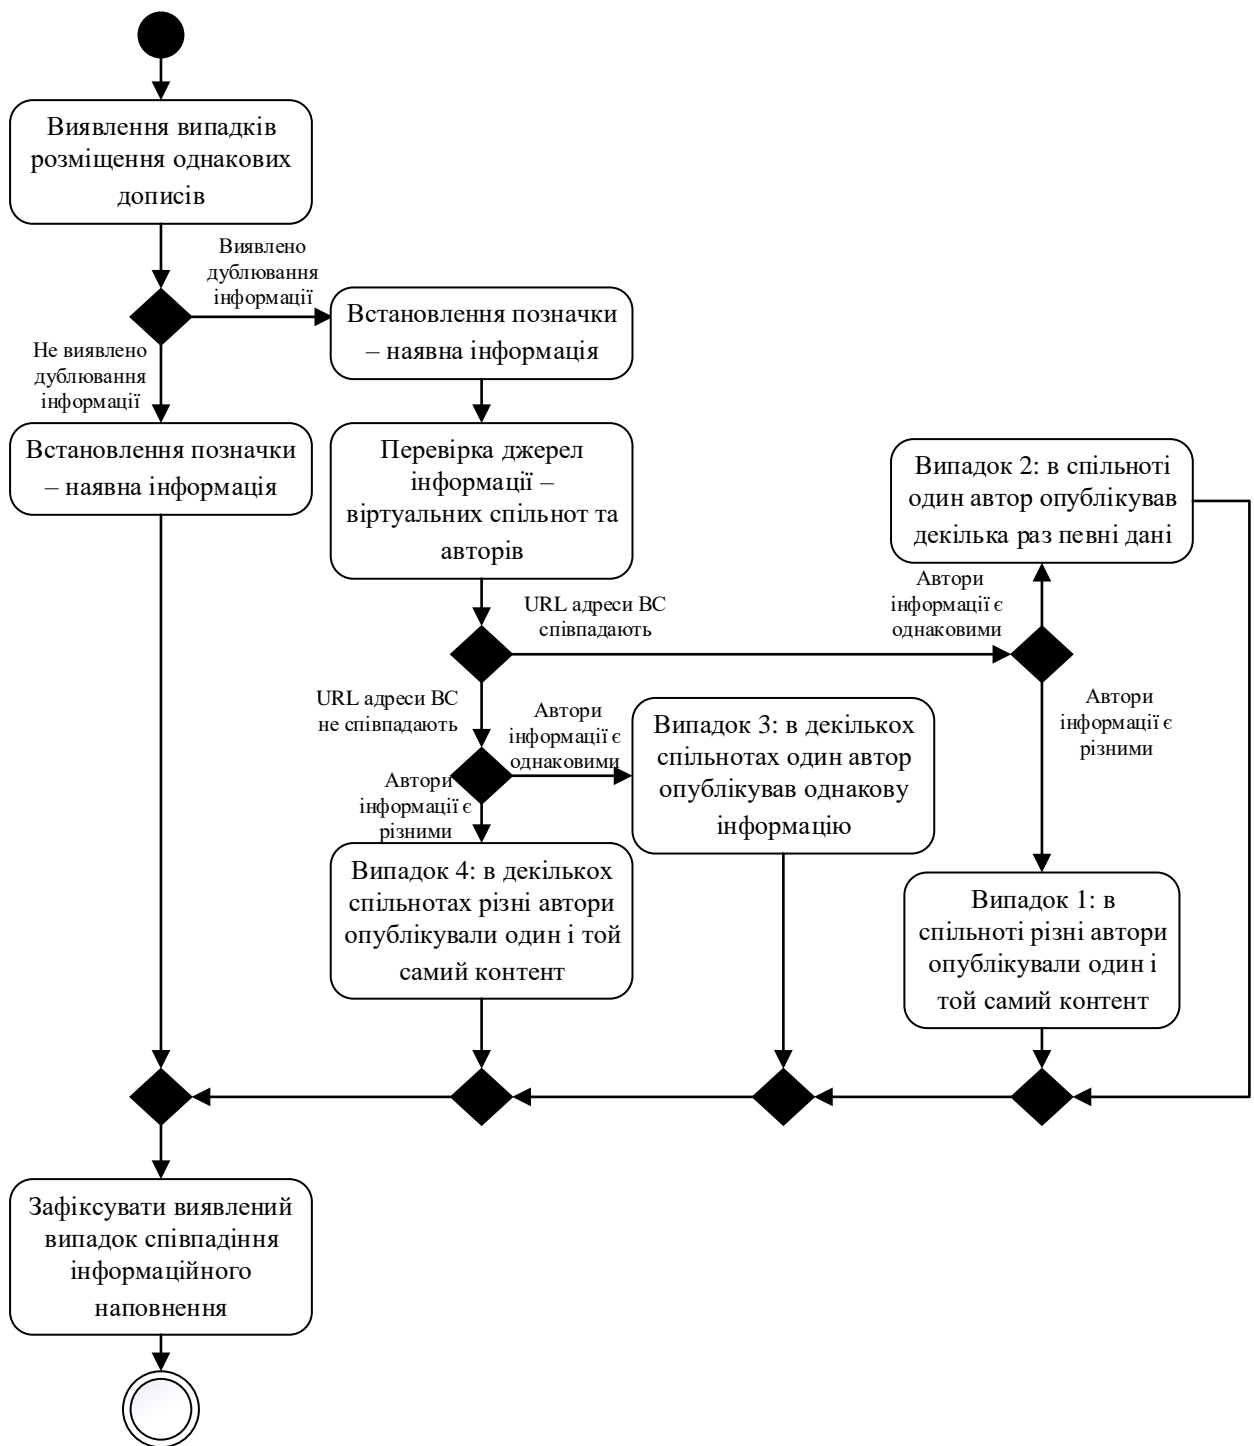 Виявлення випадків
розміщення однакових
дописів
Виявлено
дублювання
інформації
Встановлення позначки
– наявна інформація
Не виявлено
дублювання
інформації
Встановлення позначки
– наявна інформація
Перевірка джерел
інформації –
віртуальних спільнот та
авторів
Випадок 2: в спільноті
один автор опублікував
декілька раз певні дані
URL адреси ВС
співпадають
Автори
інформації є
однаковими
URL адреси ВС
не співпадають
Автори
інформації є
однаковими
Випадок 3: в декількох
спільнотах один автор
опублікував однакову
інформацію
Автори
інформації є
різними
Автори
інформації є
різними
Випадок 4: в декількох
спільнотах різні автори
опублікували один і той
самий контент
Випадок 1: в
спільноті різні автори
опублікували один і
той самий контент
Зафіксувати виявлений
випадок співпадіння
інформаційного
наповнення